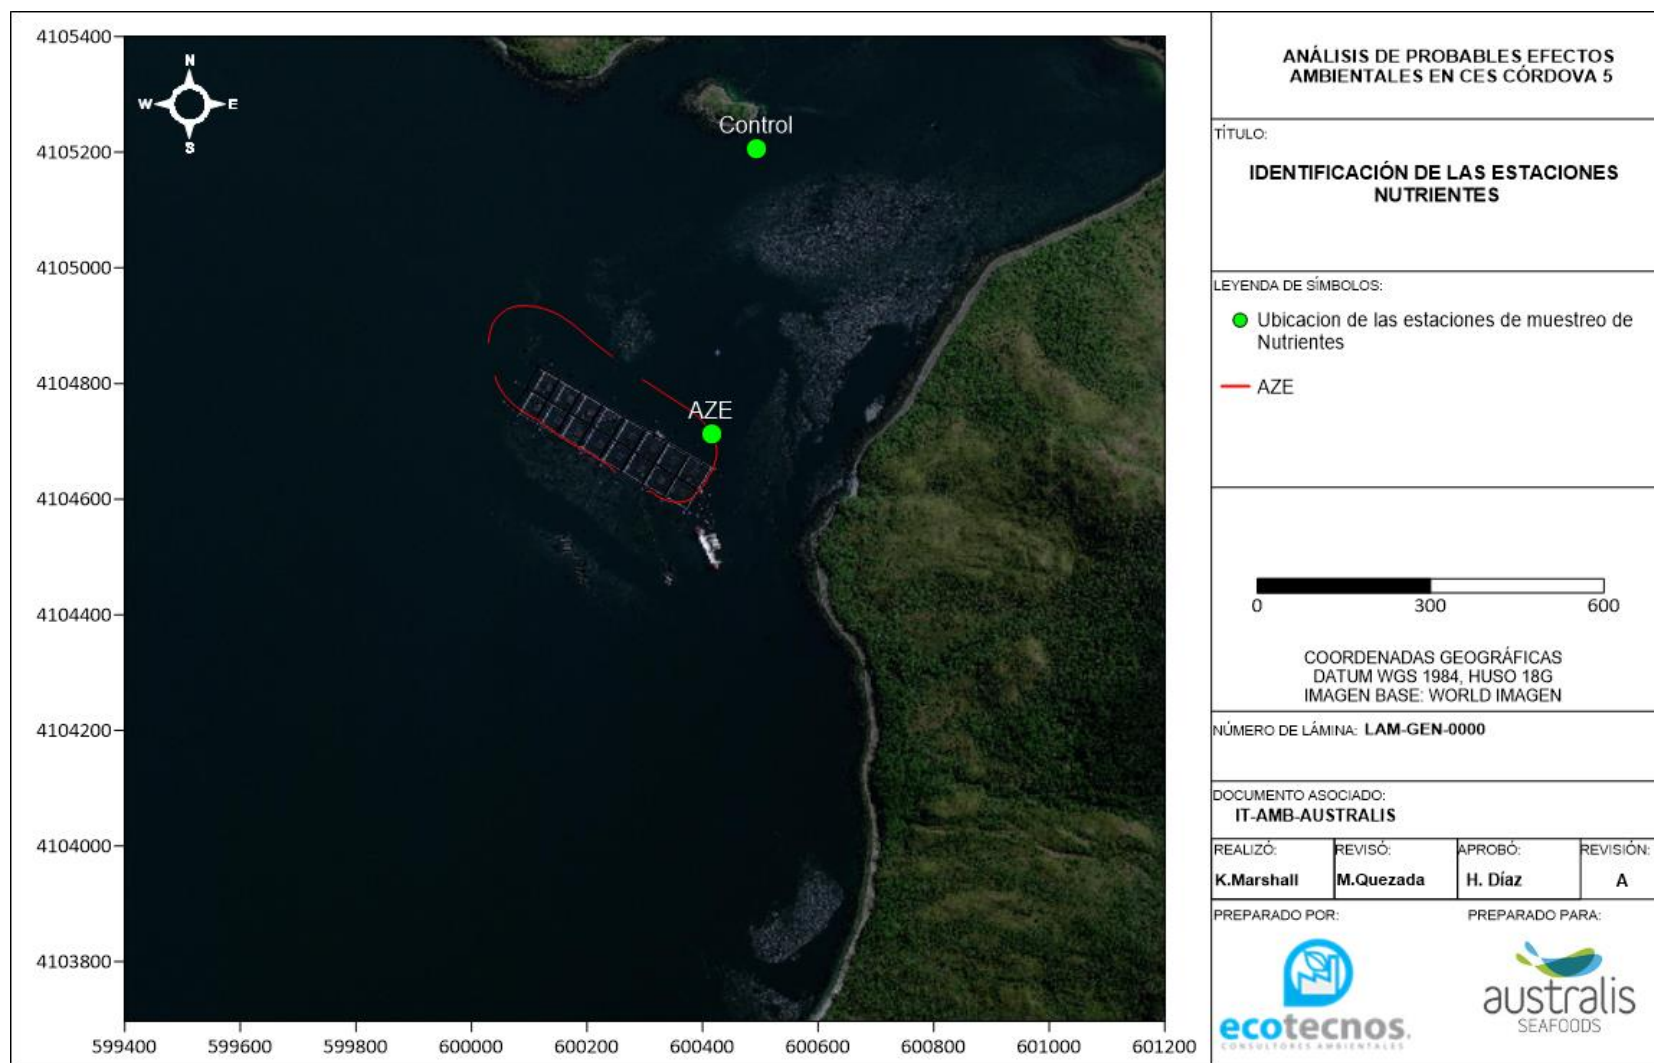 4105400
4105200
4105000
4104800
4104600
4104400
4104200
4104000
4103800
599400 599600 599800 600000 600200 600400 600600 600800 601000 601200
N
W E
S
Control
AZE
ANÁLISIS DE PROBABLES EFECTOS
AMBIENTALES EN CES CÓRDOVA 5
TÍTULO:
IDENTIFICACIÓN DE LAS ESTACIONES
NUTRIENTES
LEYENDA DE SÍMBOLOS:
Ubicacion de las estaciones de muestreo de
Nutrientes
AZE
0 300 600
COORDENADAS GEOGRÁFICAS
DATUM WGS 1984, HUSO 18G
IMAGEN BASE: WORLD IMAGEN
NÚMERO DE LÁMINA: LAM-GEN-0000
DOCUMENTO ASOCIADO:
IT-AMB-AUSTRALIS
REALIZÓ: REVISÓ: APROBÓ: REVISIÓN:
K.Marshall M.Quezada H. Díaz A
PREPARADO POR: PREPARADO PARA:
ecotecnos.
CONSULTORES AMBIENTALES
australis
SEAFOODS